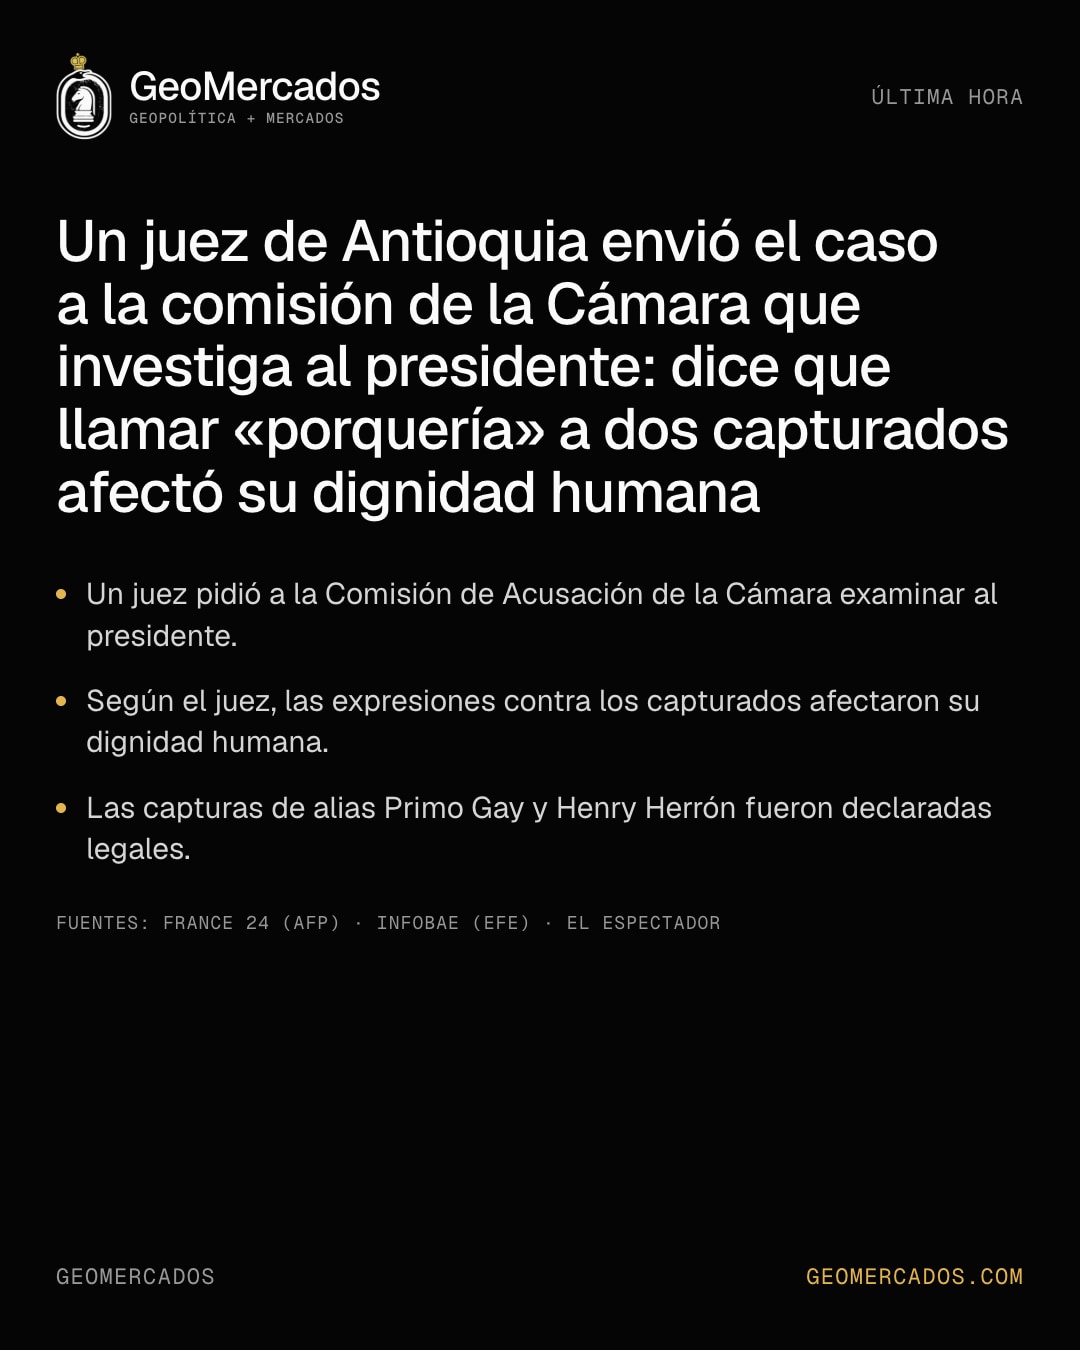 GeoMercados
GEOPOLÍTICA + MERCADOS
ÚLTIMA HORA
Un juez de Antioquia envió el caso
a la comisión de la Cámara que
investiga al presidente: dice que
llamar «porquería» a dos capturados
afectó su dignidad humana
• Un juez pidió a la Comisión de Acusación de la Cámara examinar al
presidente.
• Según el juez, las expresiones contra los capturados afectaron su
dignidad humana.
• Las capturas de alias Primo Gay y Henry Herrón fueron declaradas
legales.
FUENTES: FRANCE 24 (AFP) · INFOBAE (EFE) · EL ESPECTADOR
GEOMERCADOS
GEOMERCADOS.COM